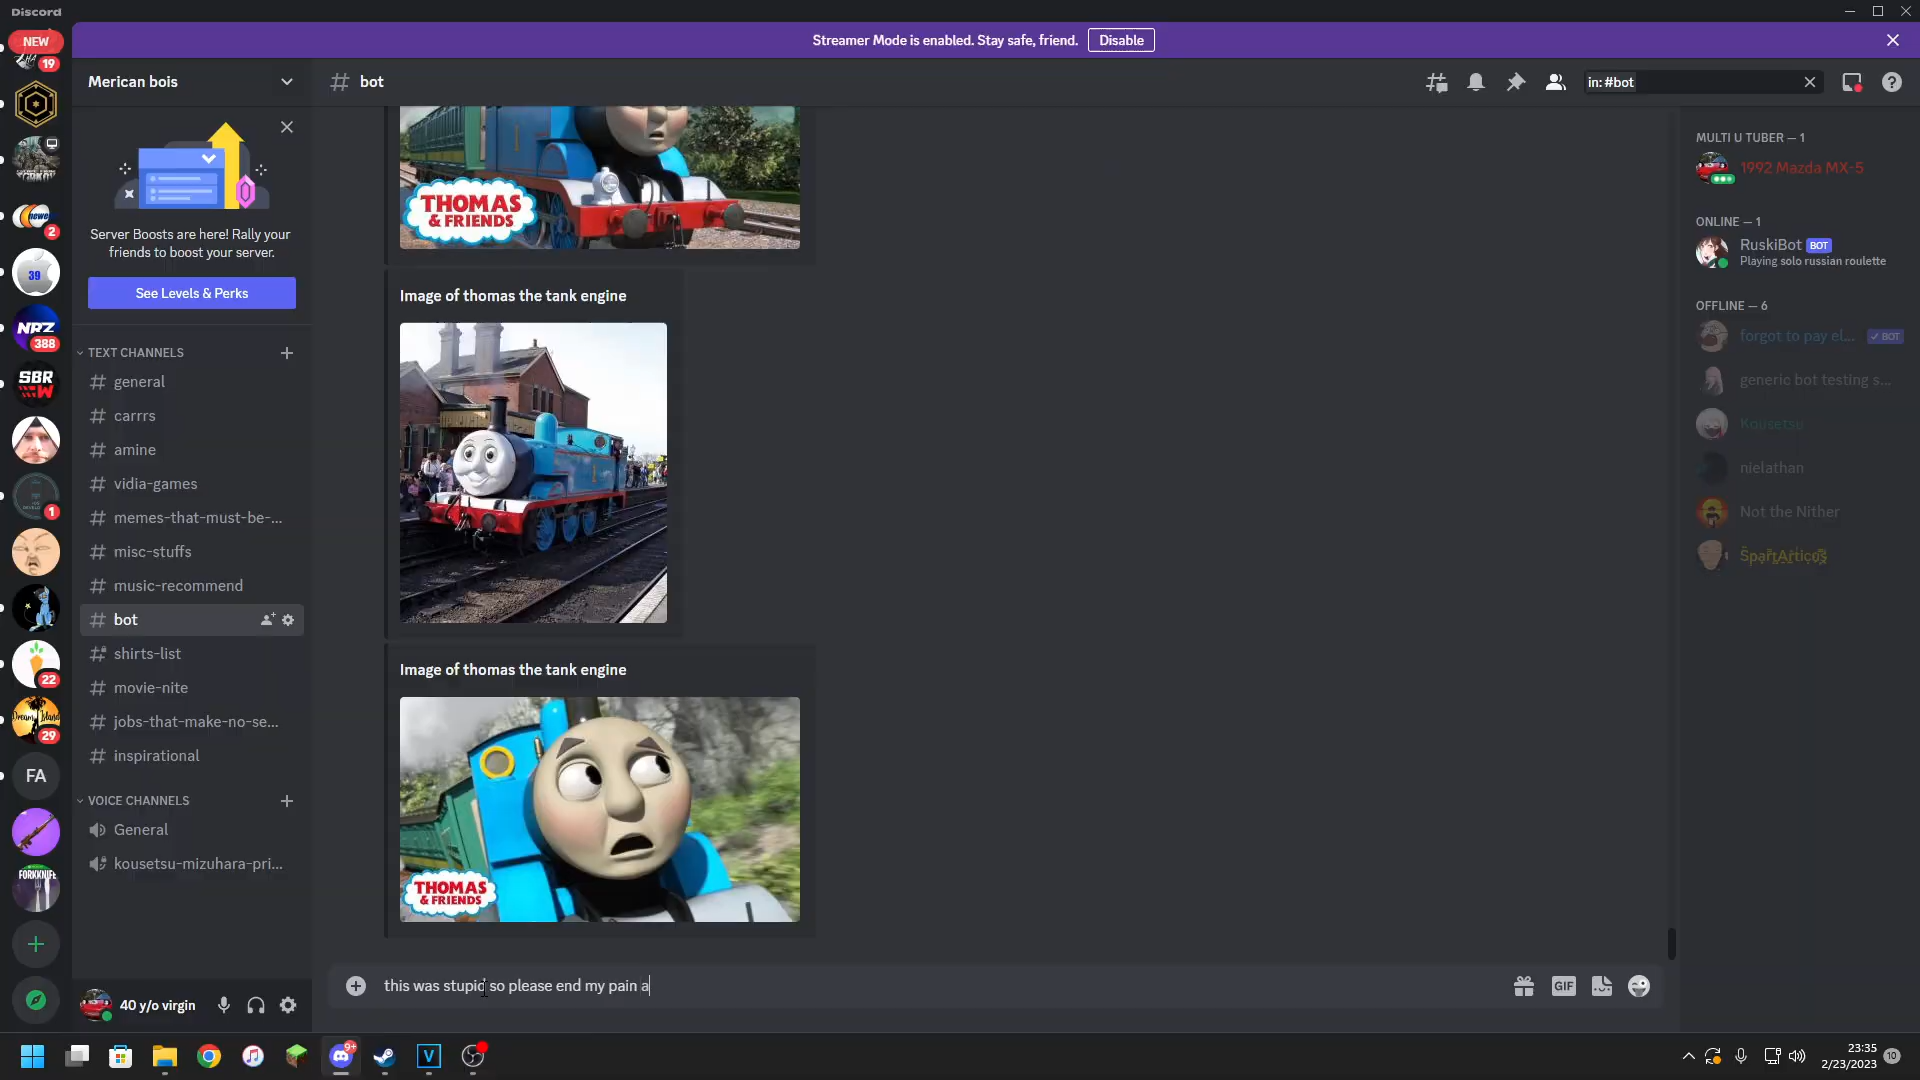 Discord
Streamer Mode is enabled. Stay safe, friend.
Disable
NEW
19
2
39
NRZ
388
SBR
1
22
29
FA
FORKKNIFE
Merican bois
Server Boosts are here! Rally your
friends to boost your server.
See Levels & Perks
TEXT CHANNELS
general
carrrs
amine
vidia-games
memes-that-must-be-...
misc-stuffs
music-recommend
bot
shirts-list
movie-nite
jobs-that-make-no-se...
inspirational
VOICE CHANNELS
General
kousetsu-mizuhara-pri...
40 y/o virgin
# bot
in: #bot
THOMAS
& FRIENDS
Image of thomas the tank engine
Image of thomas the tank engine
THOMAS
& FRIENDS
this was stupid so please end my pain a
GIF
MULTI U TUBER — 1
1992 Mazda MX-5
ONLINE — 1
RuskiBot BOT
Playing solo russian roulette
OFFLINE — 6
forgot to pay el... ✓ BOT
generic bot testing s...
Kousetsu
nielathan
Not the Nither
9+
V
23:35
2/23/2023
10